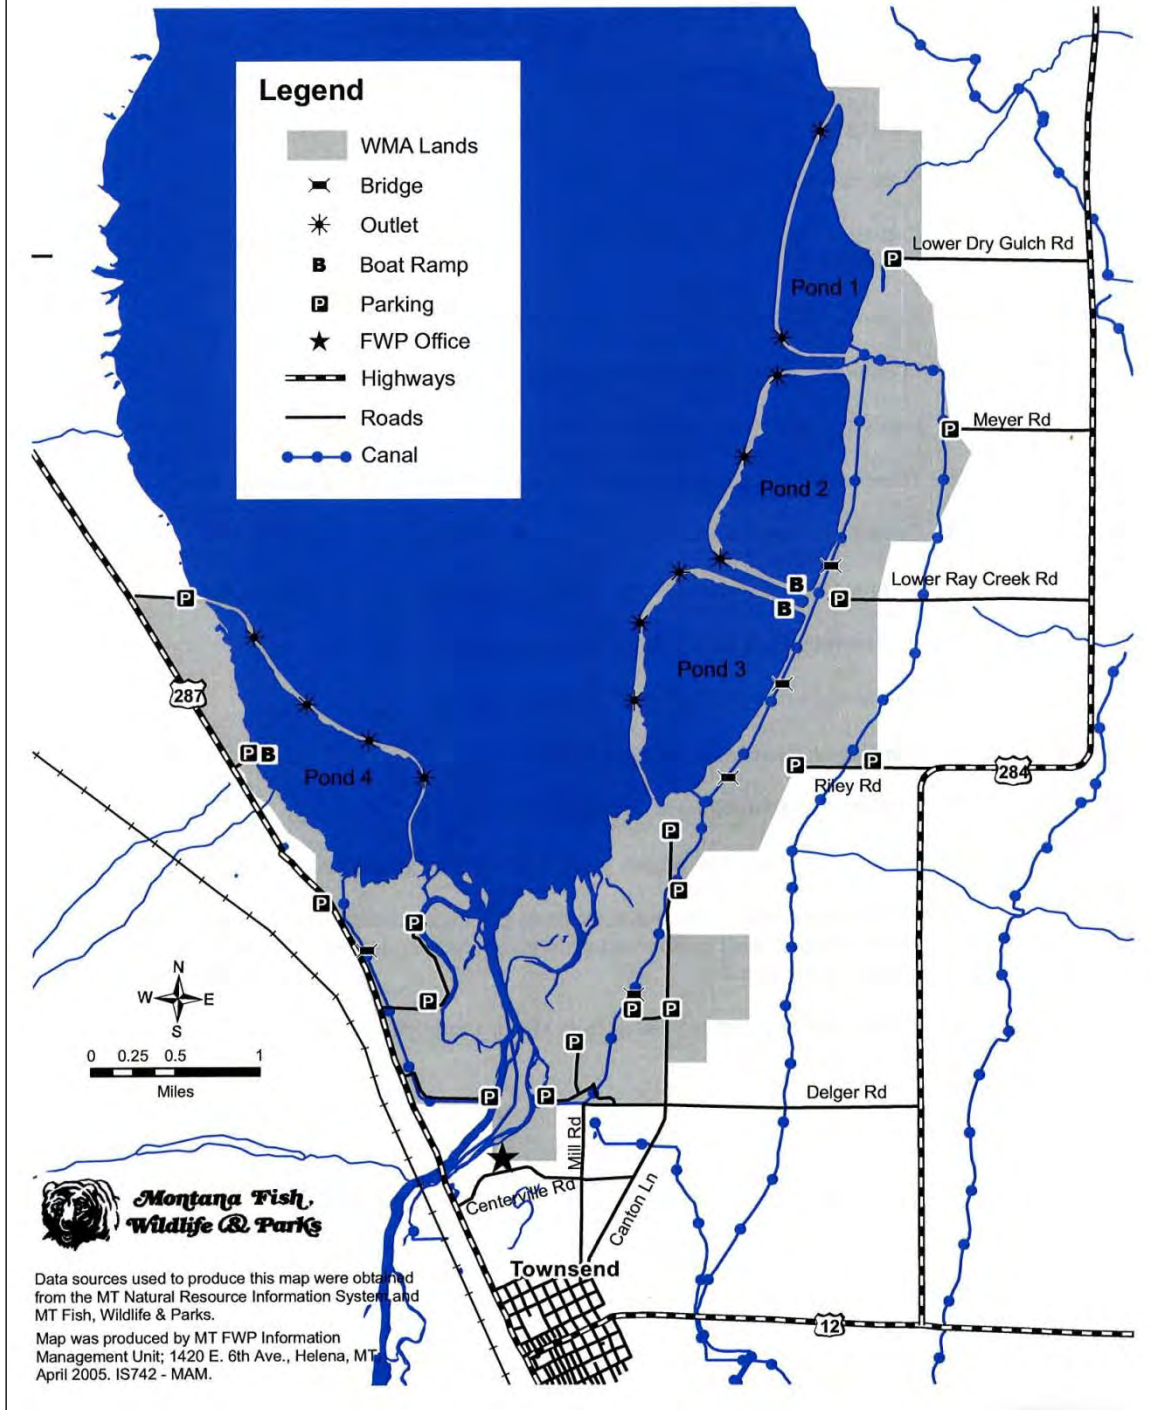 Legend
WMA Lands
Bridge
Outlet
B Boat Ramp
P Parking
FWP Office
Highways
Roads
Canal
Lower Dry Gulch Rd
P
Pond 1
Meyer Rd
P
Pond 2
Lower Ray Creek Rd
B
P
B
P
Pond 3
287
P B
Pond 4
P
P
284
Riley Rd
P
P
P
P
N
W E
S
P
P
P
P
0 0.25 0.5 1
Miles
P
P
P
Delger Rd
Mill Rd
Centerville Rd
Canton Ln
Montana Fish,
Wildlife & Parks
Townsend
12
Data sources used to produce this map were obtained
from the MT Natural Resource Information System and
MT Fish, Wildlife & Parks.
Map was produced by MT FWP Information
Management Unit; 1420 E. 6th Ave., Helena, MT
April 2005. IS742 - MAM.